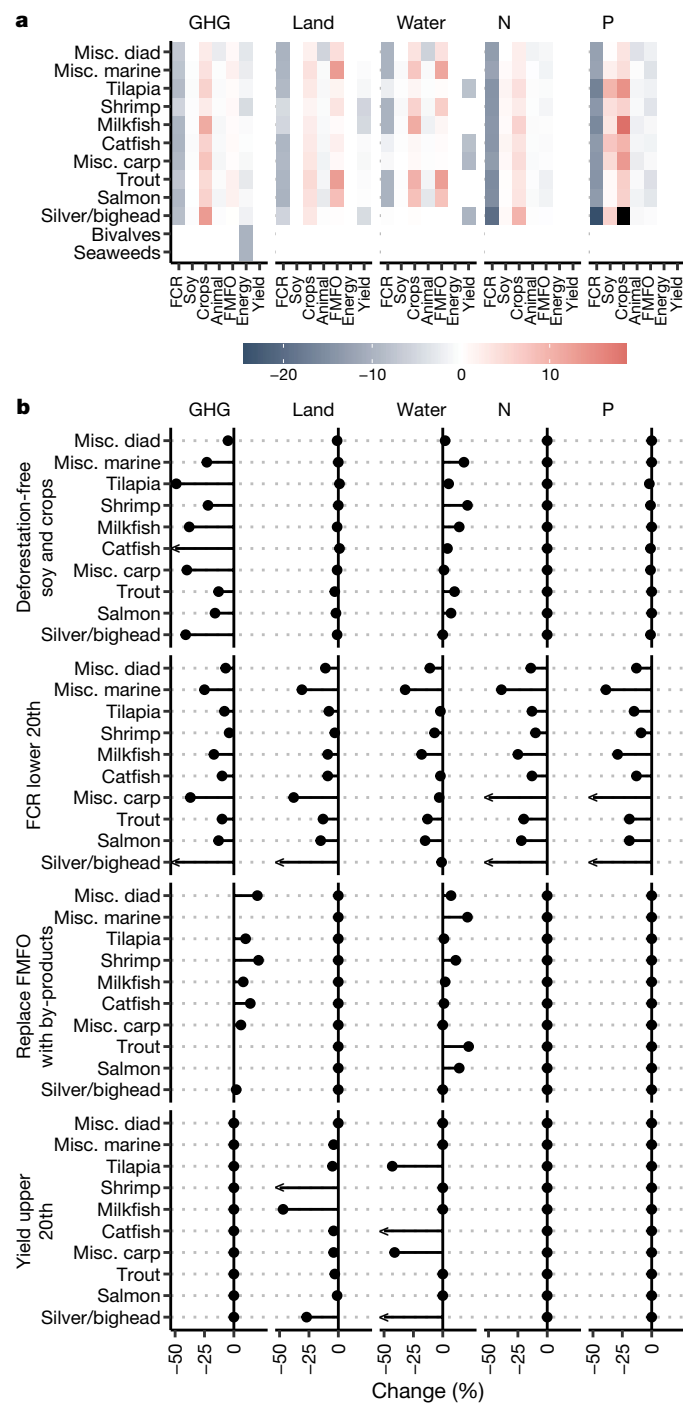 a
GHG Land Water N P
Misc. diad
Misc. marine
Tilapia
Shrimp
Milkfish
Catfish
Misc. carp
Trout
Salmon
Silver/bighead
Bivalves
Seaweeds
FCR Soy Crops Animal FMFO Energy Yield FCR Soy Crops Animal FMFO Energy Yield FCR Soy Crops Animal FMFO Energy Yield FCR Soy Crops Animal FMFO Energy Yield FCR Soy Crops Animal FMFO Energy Yield
−20 −10 0 10
b
GHG Land Water N P
Deforestation-free
soy and crops
Misc. diad
Misc. marine
Tilapia
Shrimp
Milkfish
Catfish
Misc. carp
Trout
Salmon
Silver/bighead
FCR lower 20th
Misc. diad
Misc. marine
Tilapia
Shrimp
Milkfish
Catfish
Misc. carp
Trout
Salmon
Silver/bighead
Replace FMFO
with by-products
Misc. diad
Misc. marine
Tilapia
Shrimp
Milkfish
Catfish
Misc. carp
Trout
Salmon
Silver/bighead
Yield upper
20th
Misc. diad
Misc. marine
Tilapia
Shrimp
Milkfish
Catfish
Misc. carp
Trout
Salmon
Silver/bighead
−50 −25 0 −50 −25 0 −50 −25 0 −50 −25 0 −50 −25 0
Change (%)